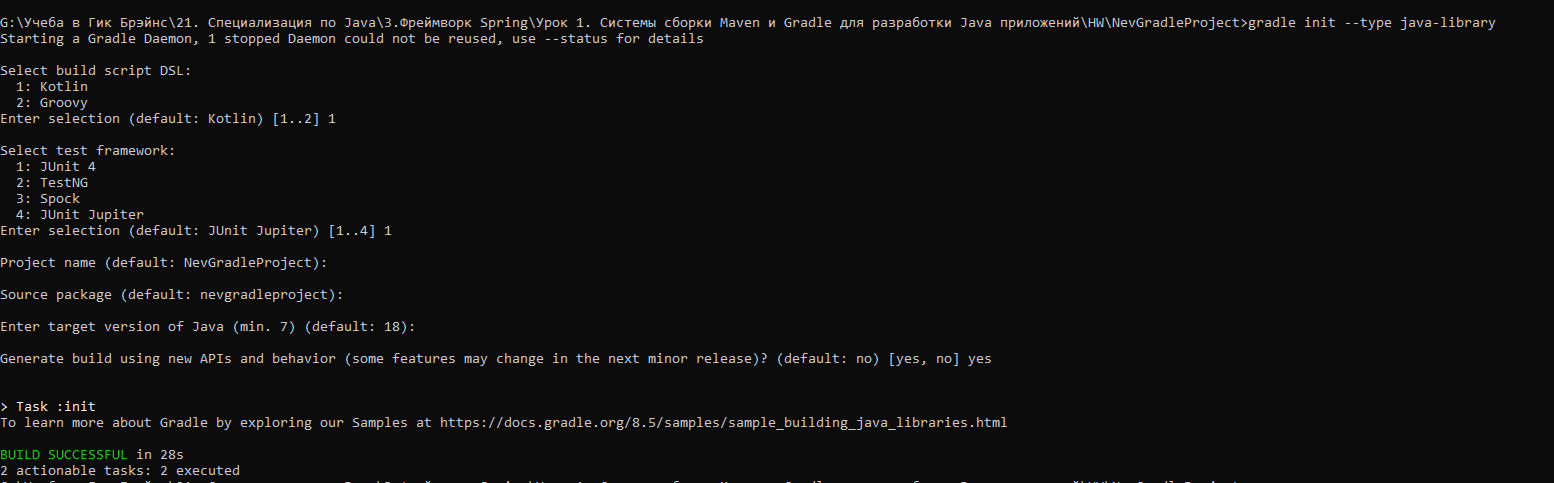 G:\Учеба в Гик Брэйнс\21. Специализация по Java\3.Фреймворк Spring\Урок 1. Системы сборки Maven и Gradle для разработки Java приложений\HW\NevGradleProject>gradle init --type java-library
Starting a Gradle Daemon, 1 stopped Daemon could not be reused, use --status for details
Select build script DSL:
1: Kotlin
2: Groovy
Enter selection (default: Kotlin) [1..2] 1
Select test framework:
1: JUnit 4
2: TestNG
3: Spock
4: JUnit Jupiter
Enter selection (default: JUnit Jupiter) [1..4] 1
Project name (default: NevGradleProject):
Source package (default: nevgradleproject):
Enter target version of Java (min. 7) (default: 18):
Generate build using new APIs and behavior (some features may change in the next minor release)? (default: no) [yes, no] yes
> Task :init
To learn more about Gradle by exploring our Samples at https://docs.gradle.org/8.5/samples/sample_building_java_libraries.html
BUILD SUCCESSFUL in 28s
2 actionable tasks: 2 executed